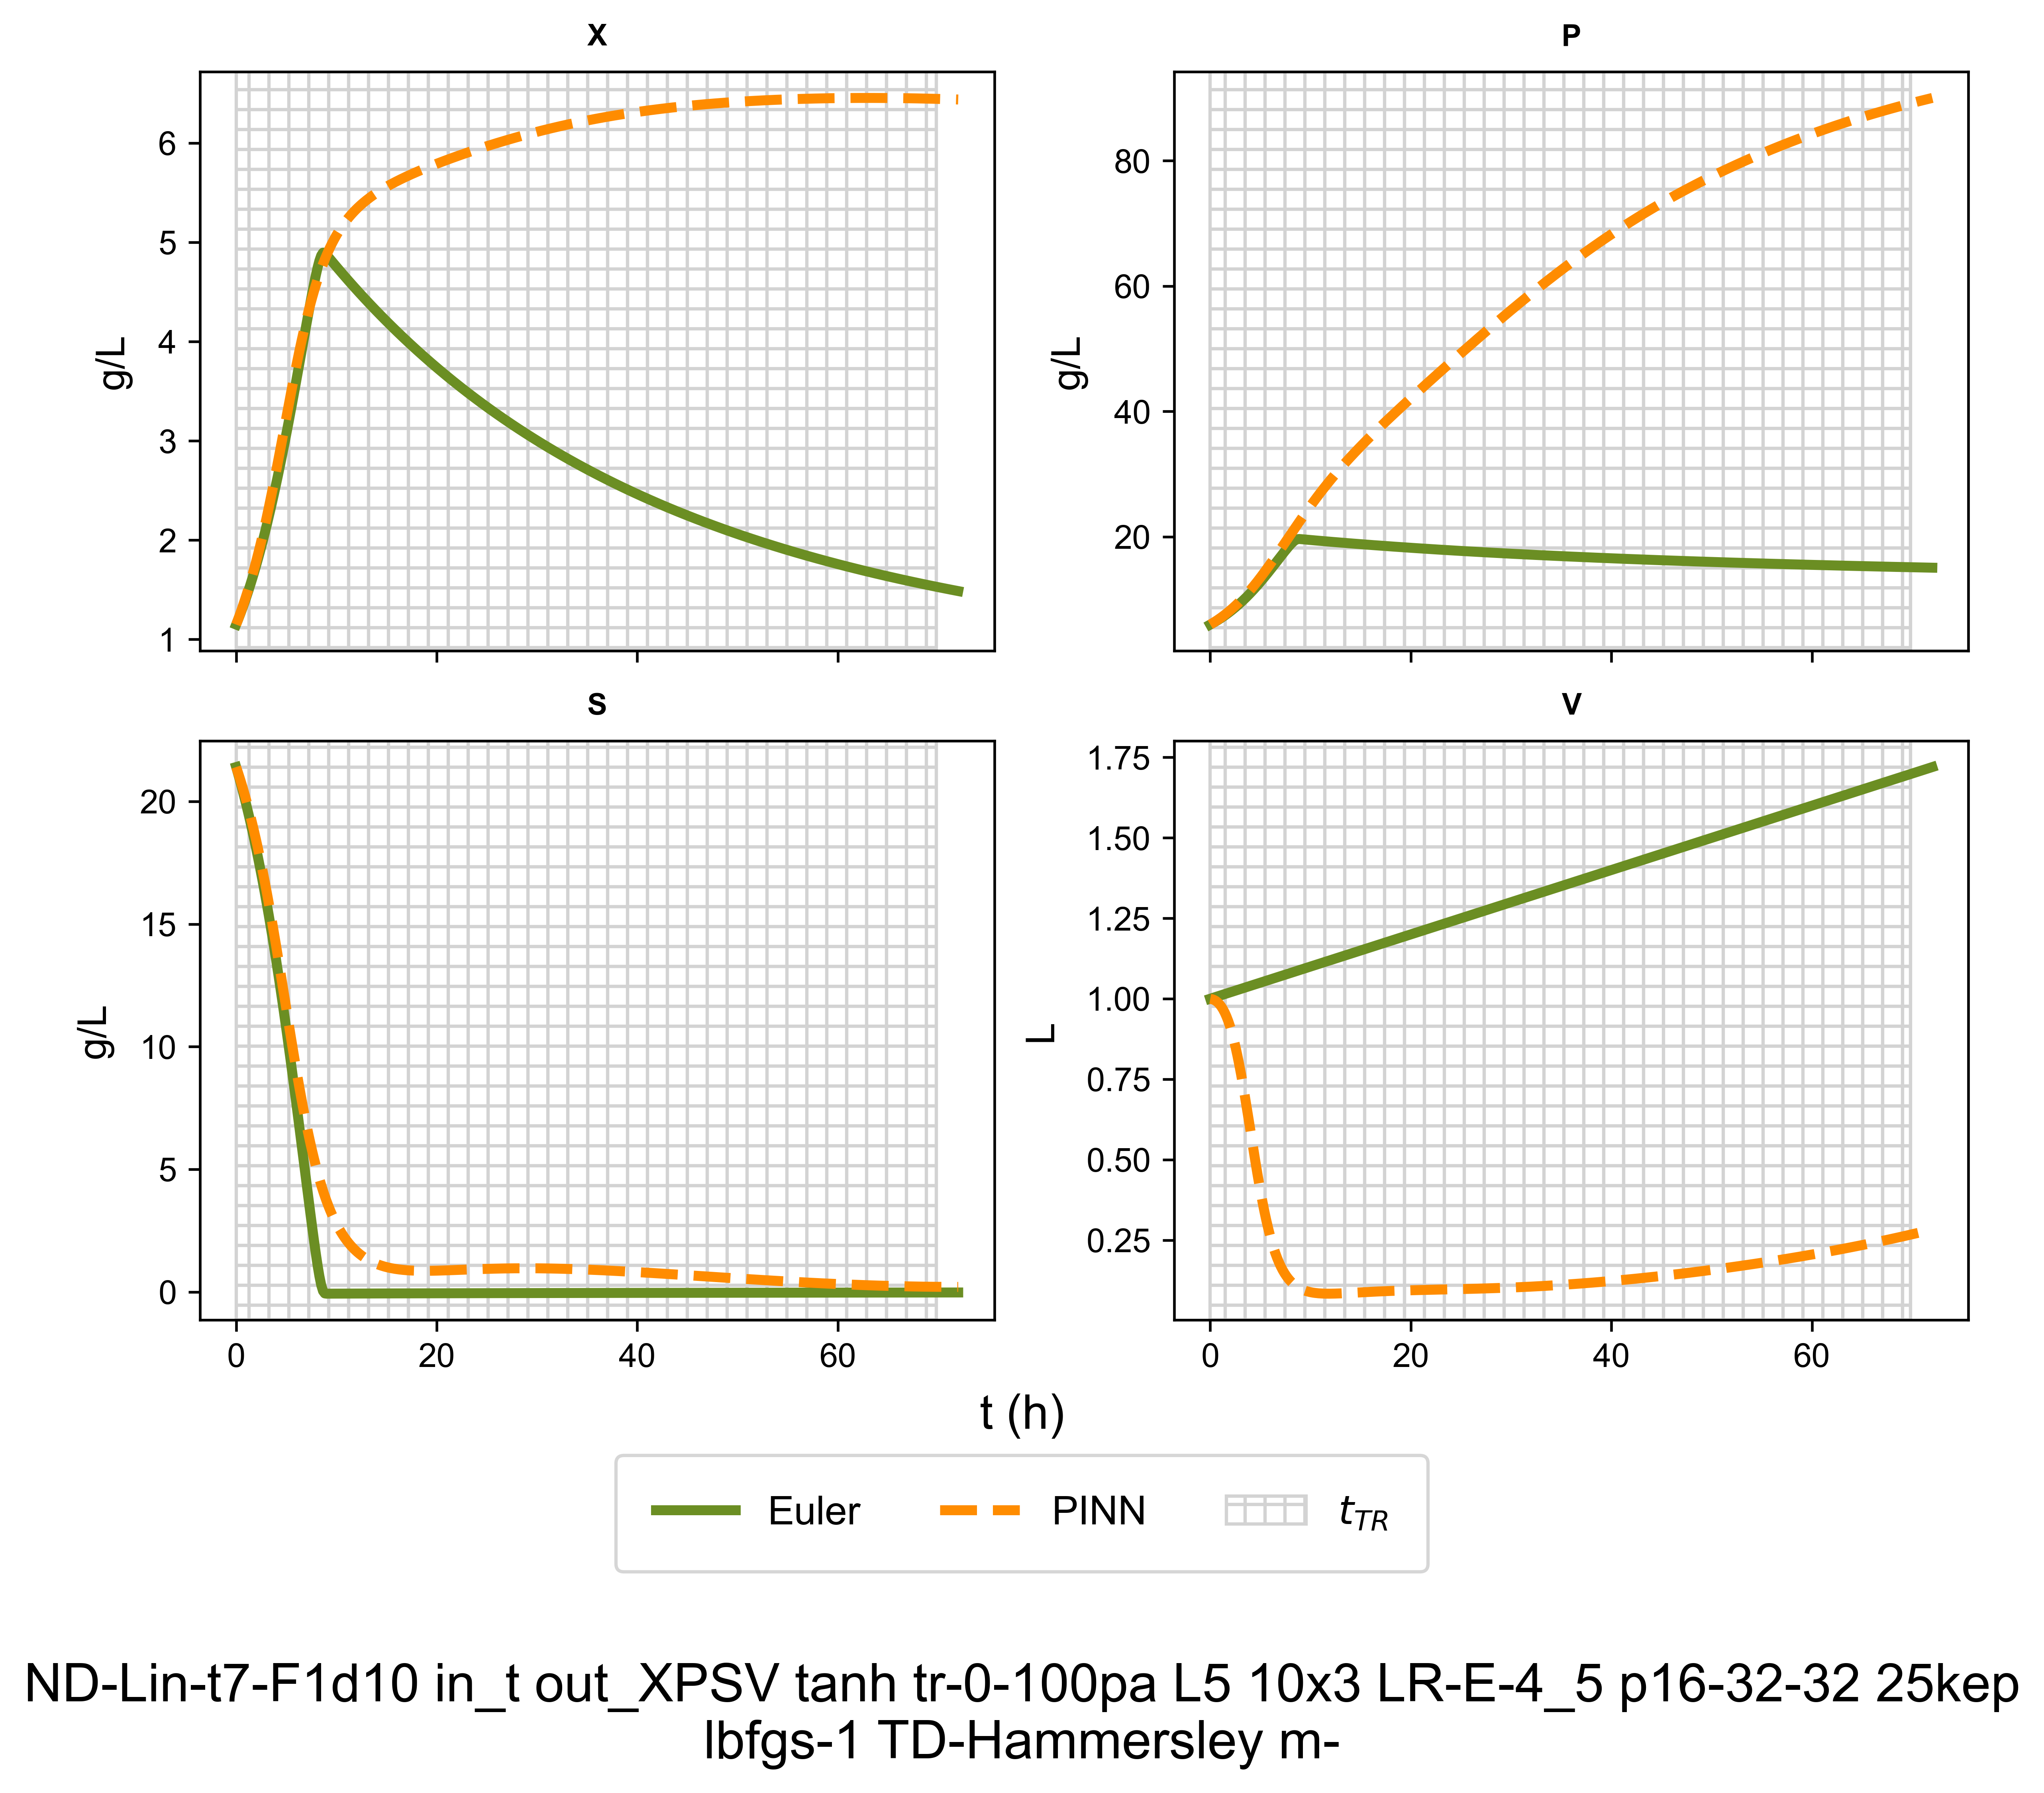 X
P
6
5
4
3
2
1
g/L
80
60
40
20
g/L
S
V
20
15
10
5
0
g/L
0 20 40 60
1.75
1.50
1.25
1.00
0.75
0.50
0.25
L
0 20 40 60
t (h)
Euler PINN t_TR
ND-Lin-t7-F1d10 in_t out_XPSV tanh tr-0-100pa L5 10x3 LR-E-4_5 p16-32-32 25kep
lbfgs-1 TD-Hammersley m-